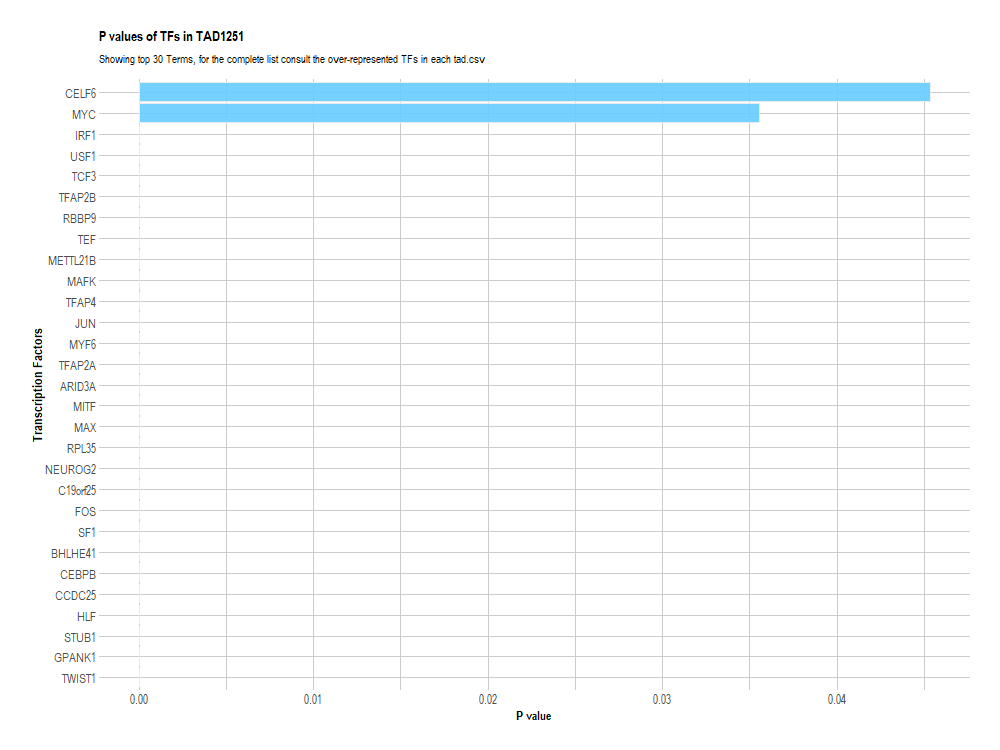 P values of TFs in TAD1251
Showing top 30 Terms, for the complete list consult the over-represented TFs in each tad.csv
Transcription Factors
CELF6
MYC
IRF1
USF1
TCF3
TFAP2B
RBBP9
TEF
METTL21B
MAFK
TFAP4
JUN
MYF6
TFAP2A
ARID3A
MITF
MAX
RPL35
NEUROG2
C19orf25
FOS
SF1
BHLHE41
CEBPB
CCDC25
HLF
STUB1
GPANK1
TWIST1
0.00 0.01 0.02 0.03 0.04
P value